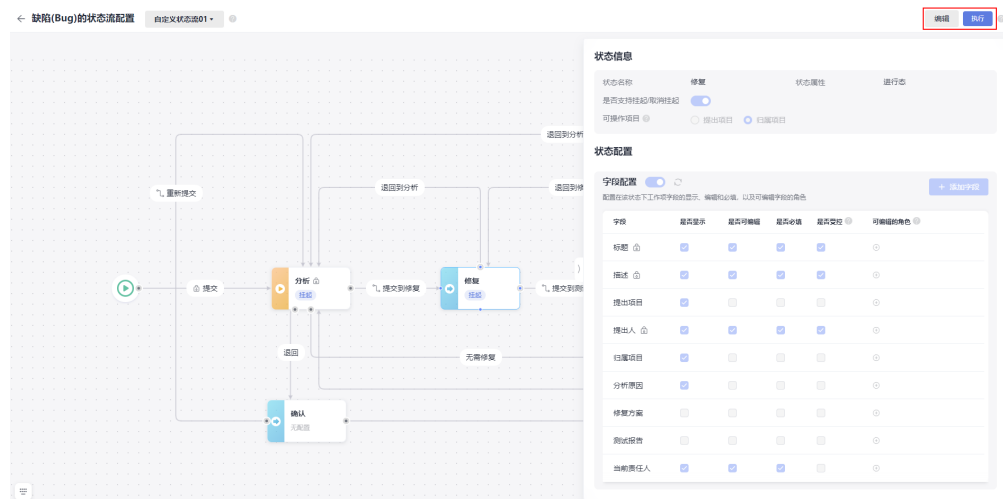 缺陷(Bug)的状态流配置 自定义状态流01 编辑 执行
状态信息
状态名称 修复 状态属性 进行态
是否支持挂起/取消挂起
可操作项目 提出项目 归属项目
状态配置
字段配置 + 添加字段
配置在该状态下工作项字段的显示、编辑和必填，以及可编辑字段的角色
字段 是否显示 是否可编辑 是否必填 是否受控 可编辑的角色
标题
描述
提出项目
提出人
归属项目
分析原因
修复方案
测试报告
当前责任人
退回到分析
退回到分析
退回到修
重新提交
提交
分析
挂起
提交到修复
修复
挂起
提交到测
退回
无需修复
确认
无配置